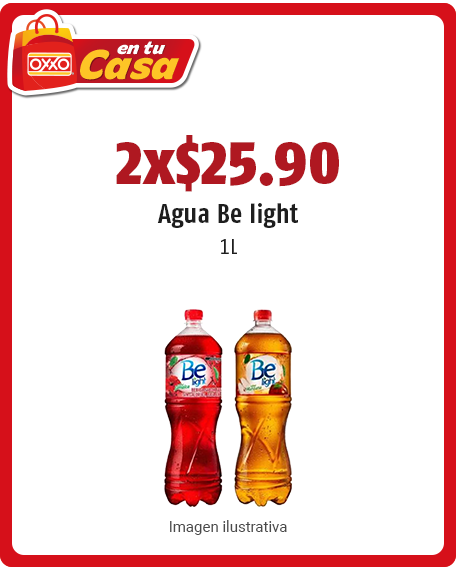 en tu
OXXO Casa
2x$25.90
Agua Be light
1L
Be Be
light light
Imagen ilustrativa